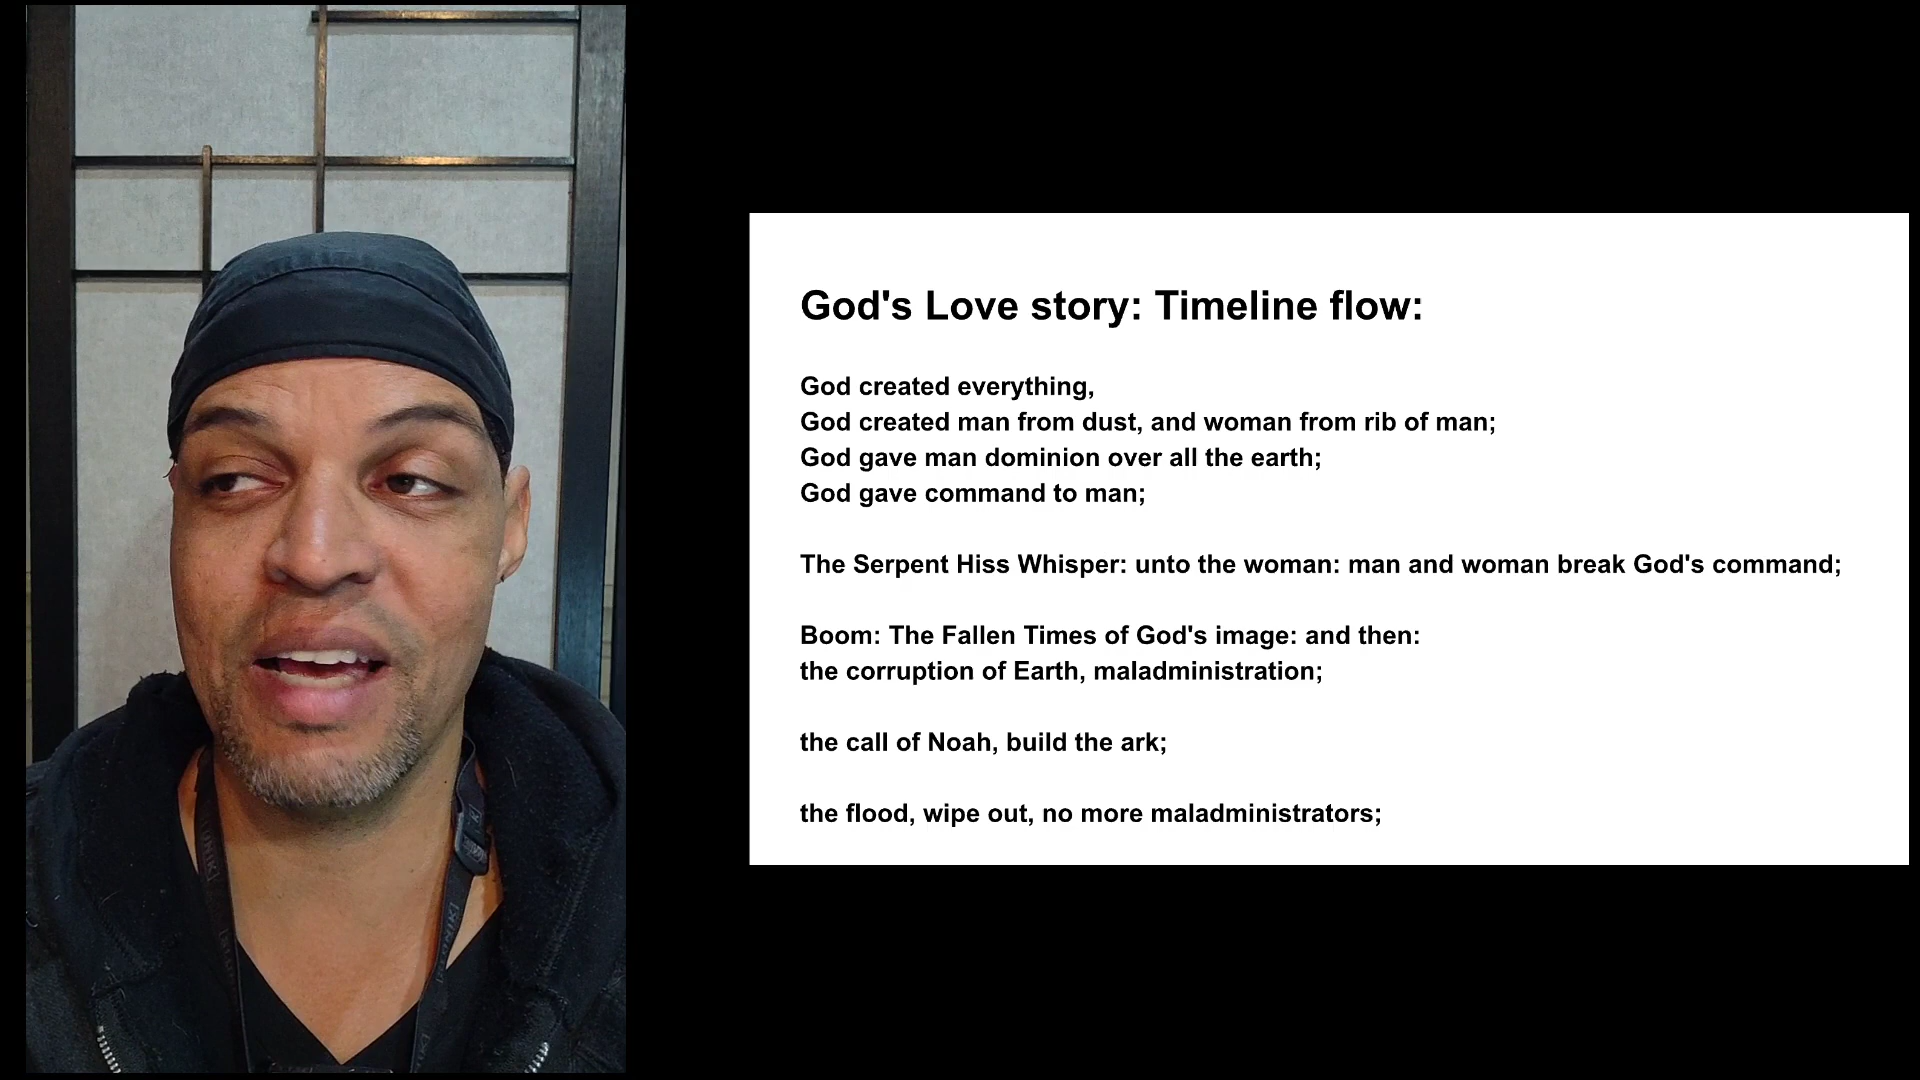 God's Love story: Timeline flow:
God created everything,
God created man from dust, and woman from rib of man;
God gave man dominion over all the earth;
God gave command to man;
The Serpent Hiss Whisper: unto the woman: man and woman break God's command;
Boom: The Fallen Times of God's image: and then:
the corruption of Earth, maladministration;
the call of Noah, build the ark;
the flood, wipe out, no more maladministrators;